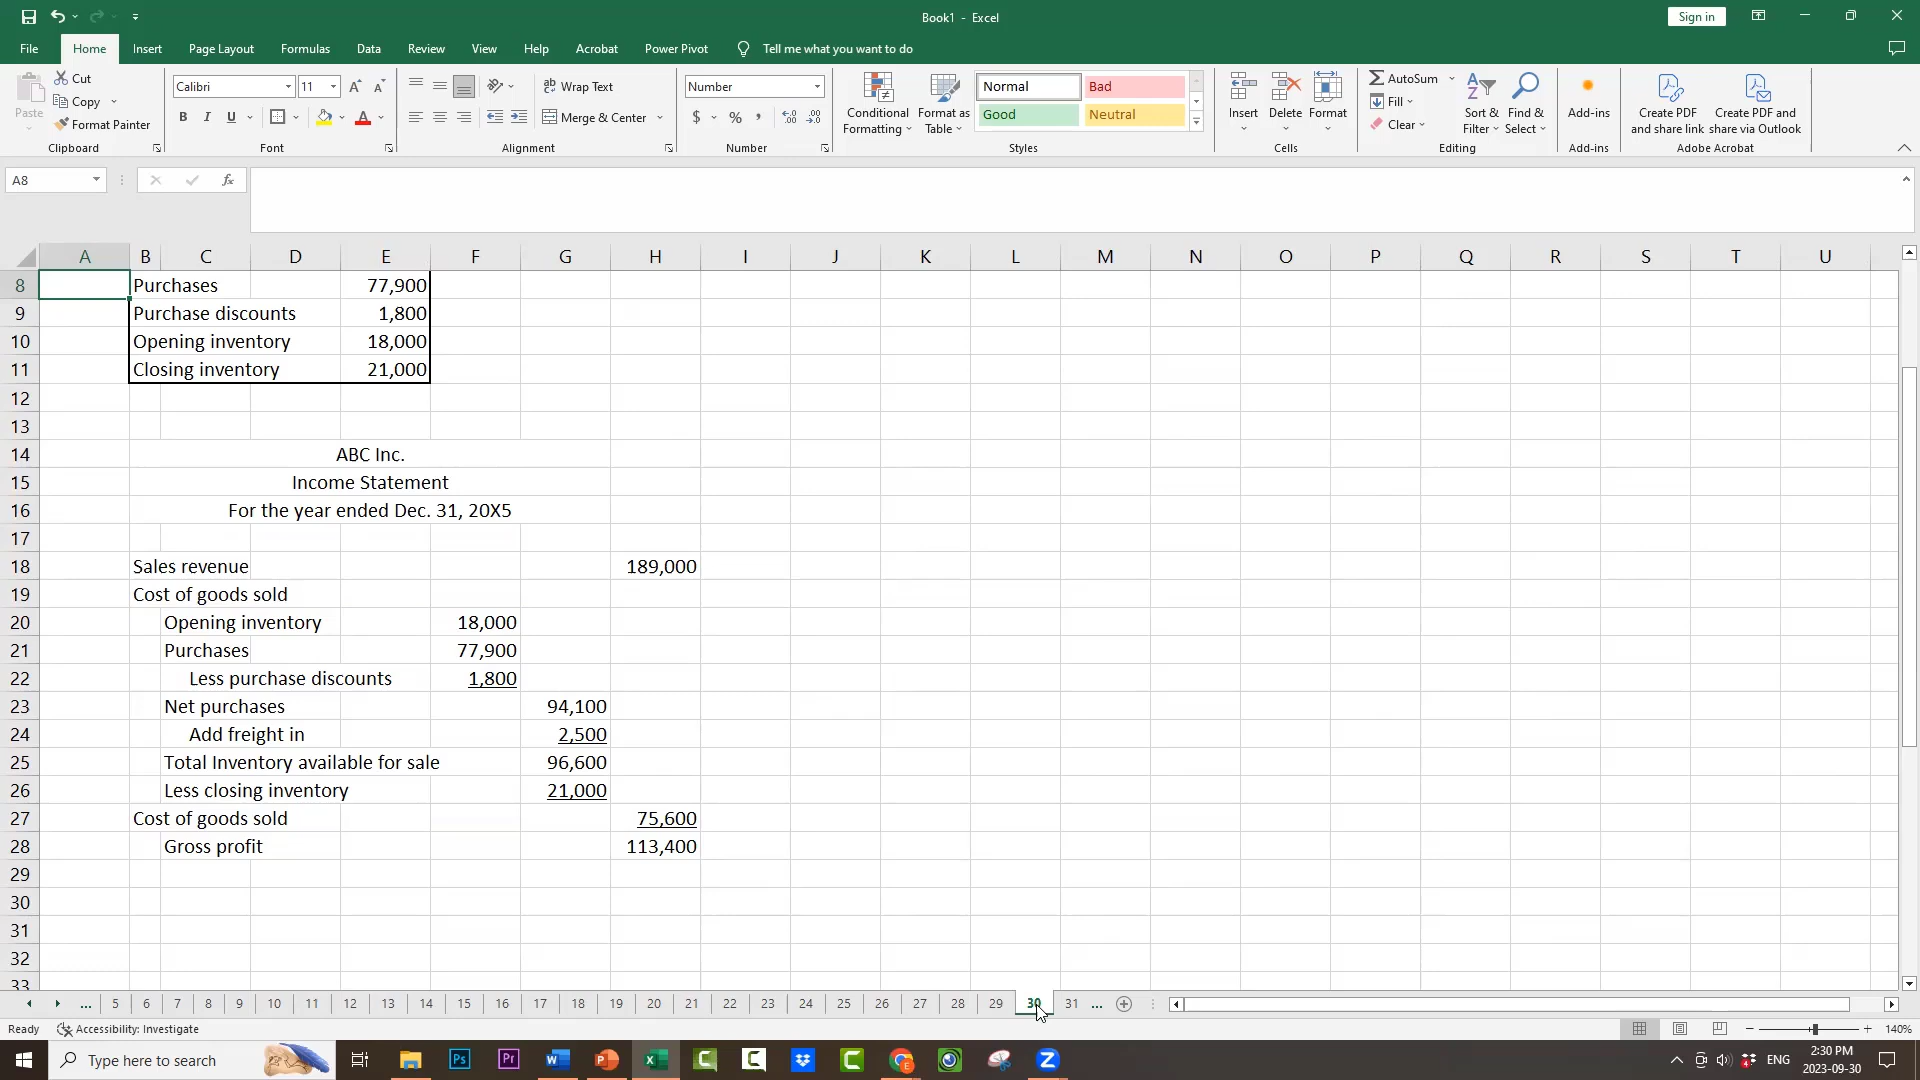 Book1 - Excel
Sign in
File Home Insert Page Layout Formulas Data Review View Help Acrobat Power Pivot Tell me what you want to do
Paste
Cut
Copy
Format Painter
Clipboard
Calibri 11
B I U
Font
Wrap Text
Merge & Center
Alignment
Number
$ % ,
Number
Conditional Formatting
Format as Table
Normal Bad
Good Neutral
Styles
Insert Delete Format
Cells
AutoSum
Fill
Clear
Sort & Filter
Find & Select
Editing
Add-ins
Add-ins
Create PDF and share link
Create PDF and share via Outlook
Adobe Acrobat
A8 fx
A B C D E F G H I J K L M N O P Q R S T U
8 Purchases 77,900
9 Purchase discounts 1,800
10 Opening inventory 18,000
11 Closing inventory 21,000
12
13
14 ABC Inc.
15 Income Statement
16 For the year ended Dec. 31, 20X5
17
18 Sales revenue 189,000
19 Cost of goods sold
20 Opening inventory 18,000
21 Purchases 77,900
22 Less purchase discounts 1,800
23 Net purchases 94,100
24 Add freight in 2,500
25 Total Inventory available for sale 96,600
26 Less closing inventory 21,000
27 Cost of goods sold 75,600
28 Gross profit 113,400
29
30
31
32
33
... 5 6 7 8 9 10 11 12 13 14 15 16 17 18 19 20 21 22 23 24 25 26 27 28 29 30 31 ...
Ready Accessibility: Investigate 140%
Type here to search
Ps Pr
ENG
2:30 PM
2023-09-30